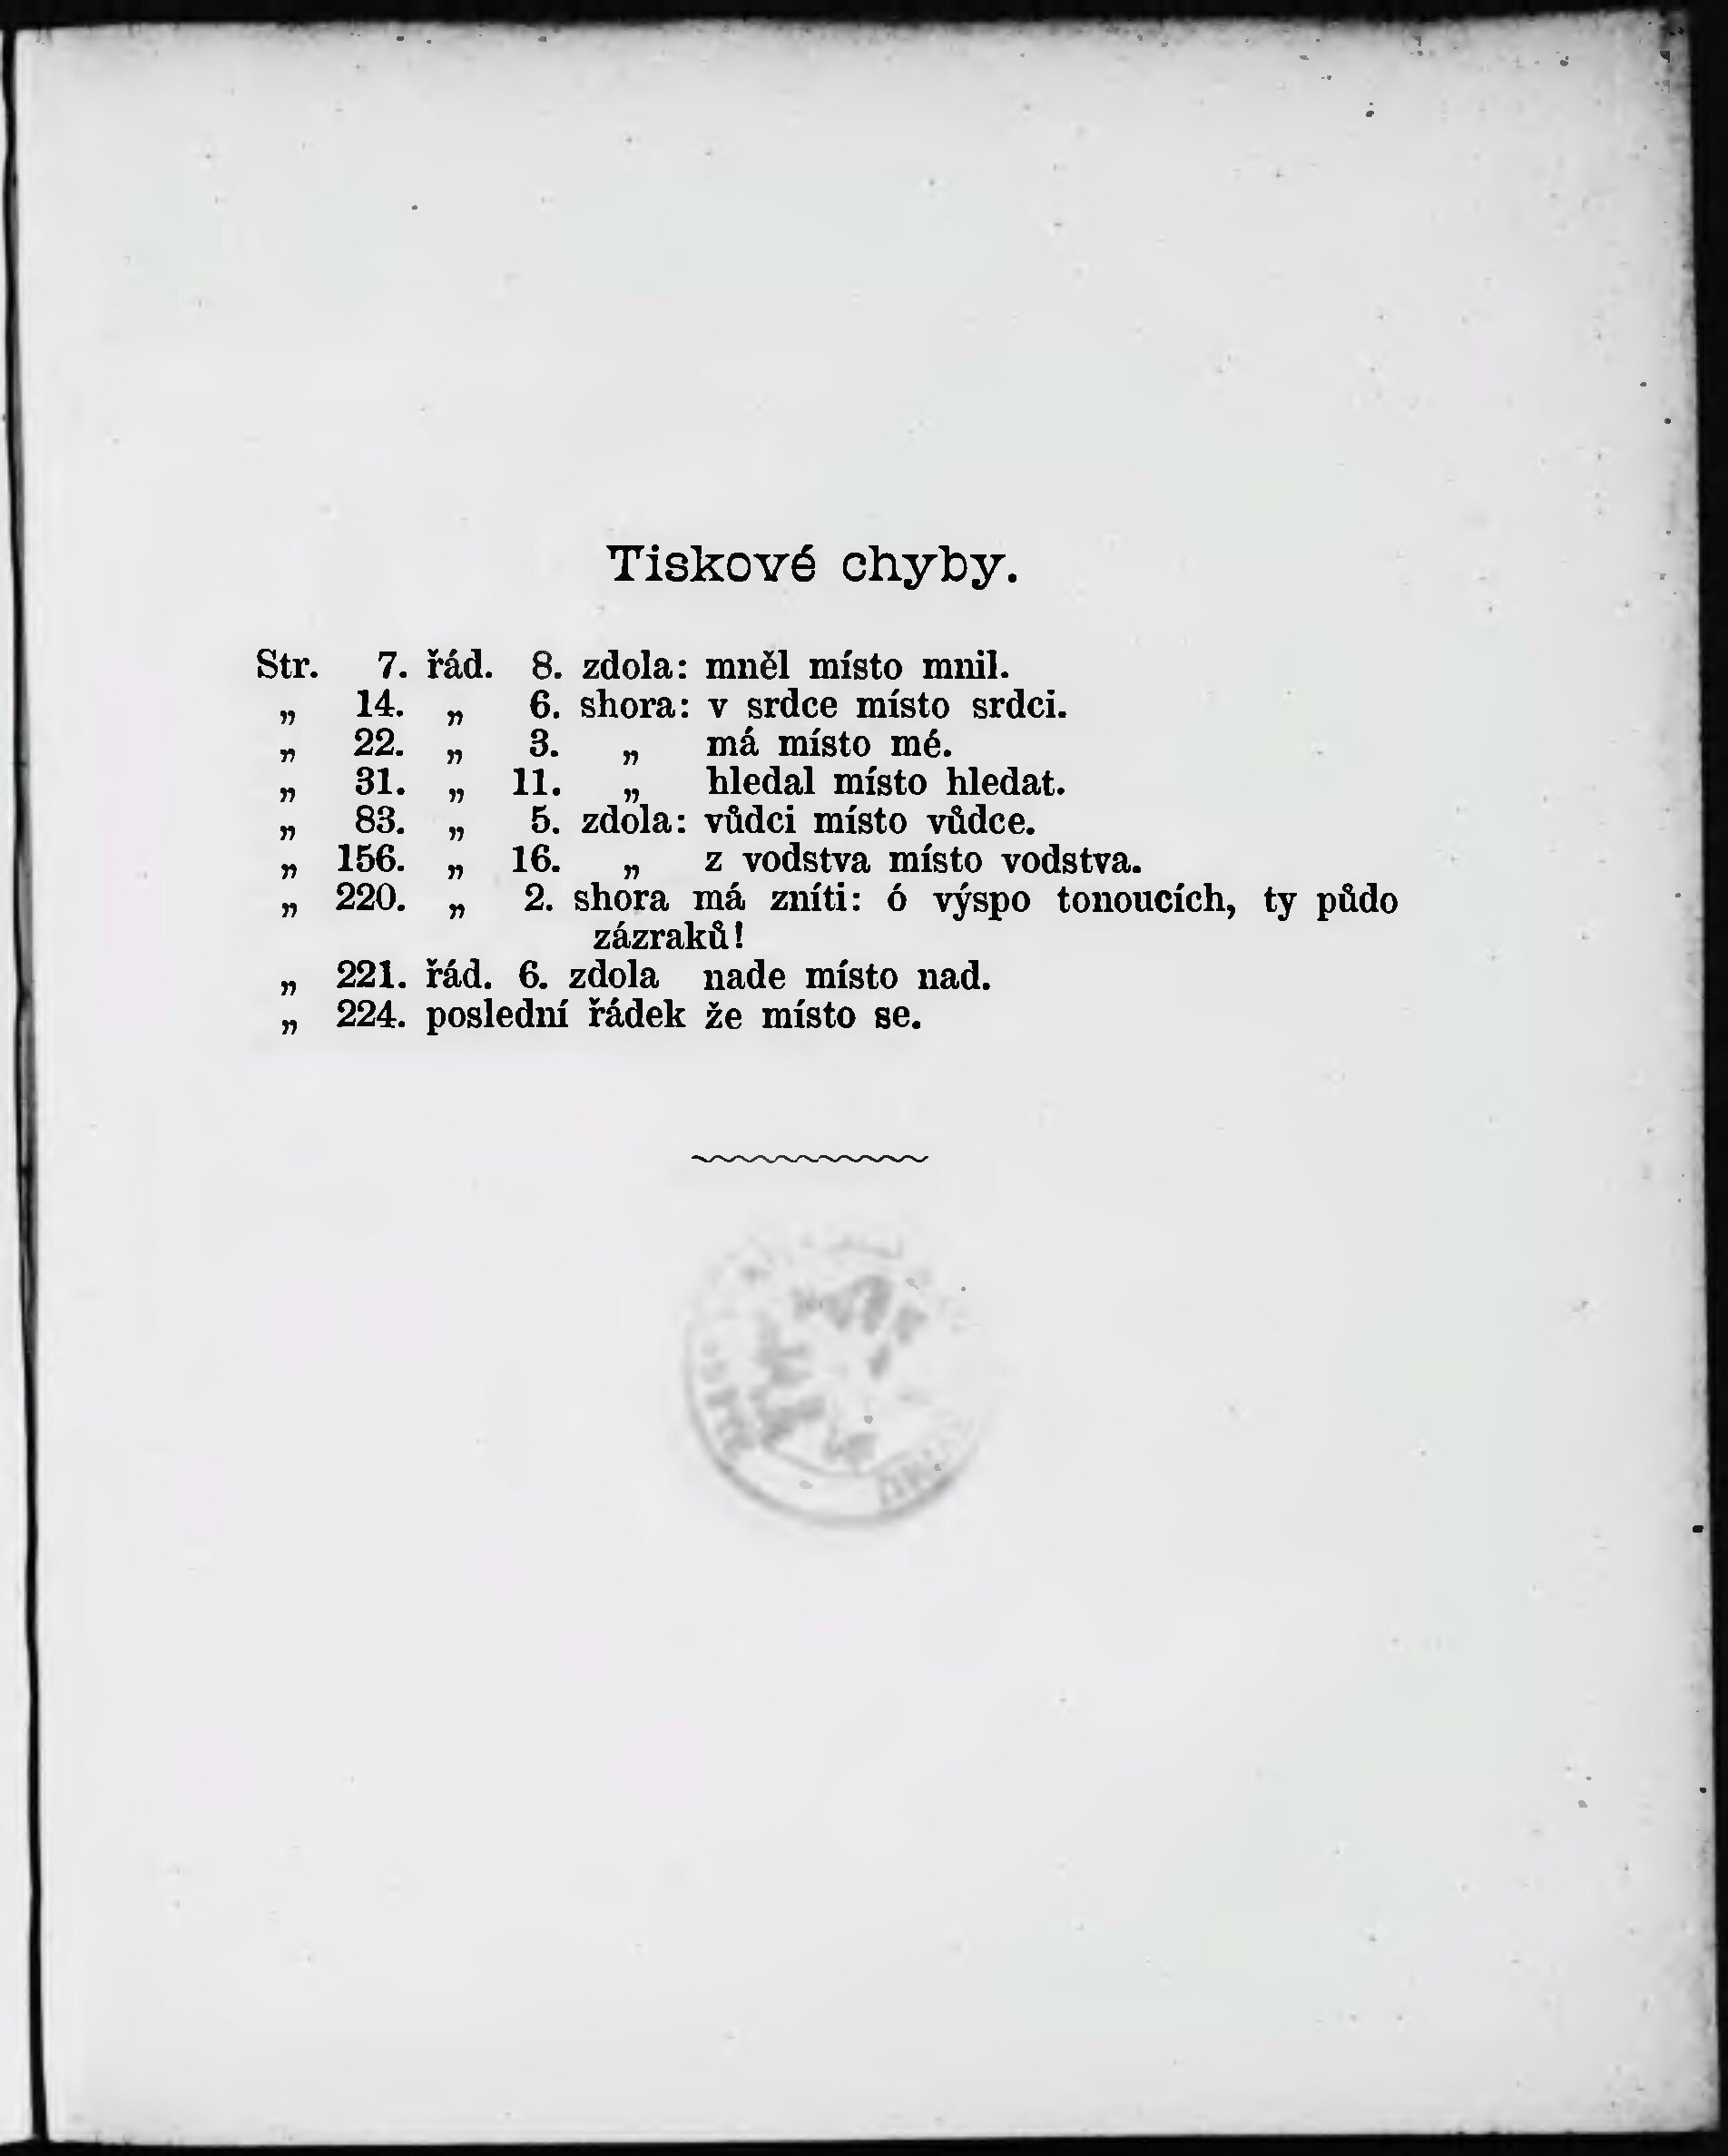 Tiskové chyby.
Str. 7. řád. 8. zdola: mněl místo mnil.
„ 14. „ 6. shora: v srdce místo srdci.
„ 22. „ 3. „ má místo mé.
„ 31. „ 11. „ hledal místo hledat.
„ 83. „ 5. zdola: vůdci místo vůdce.
„ 156. „ 16. „ z vodstva místo vodstva.
„ 220. „ 2. shora má zníti: ó výspo tonoucích, ty půdo
zázraků!
„ 221. řád. 6. zdola nade místo nad.
„ 224. poslední řádek že místo se.